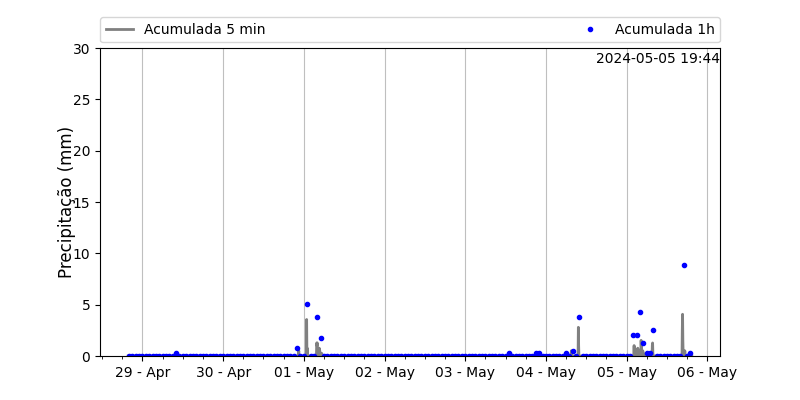 Acumulada 5 min
Acumulada 1h
2024-05-05 19:44
Precipitação (mm)
30
25
20
15
10
5
0
29 - Apr 30 - Apr 01 - May 02 - May 03 - May 04 - May 05 - May 06 - May